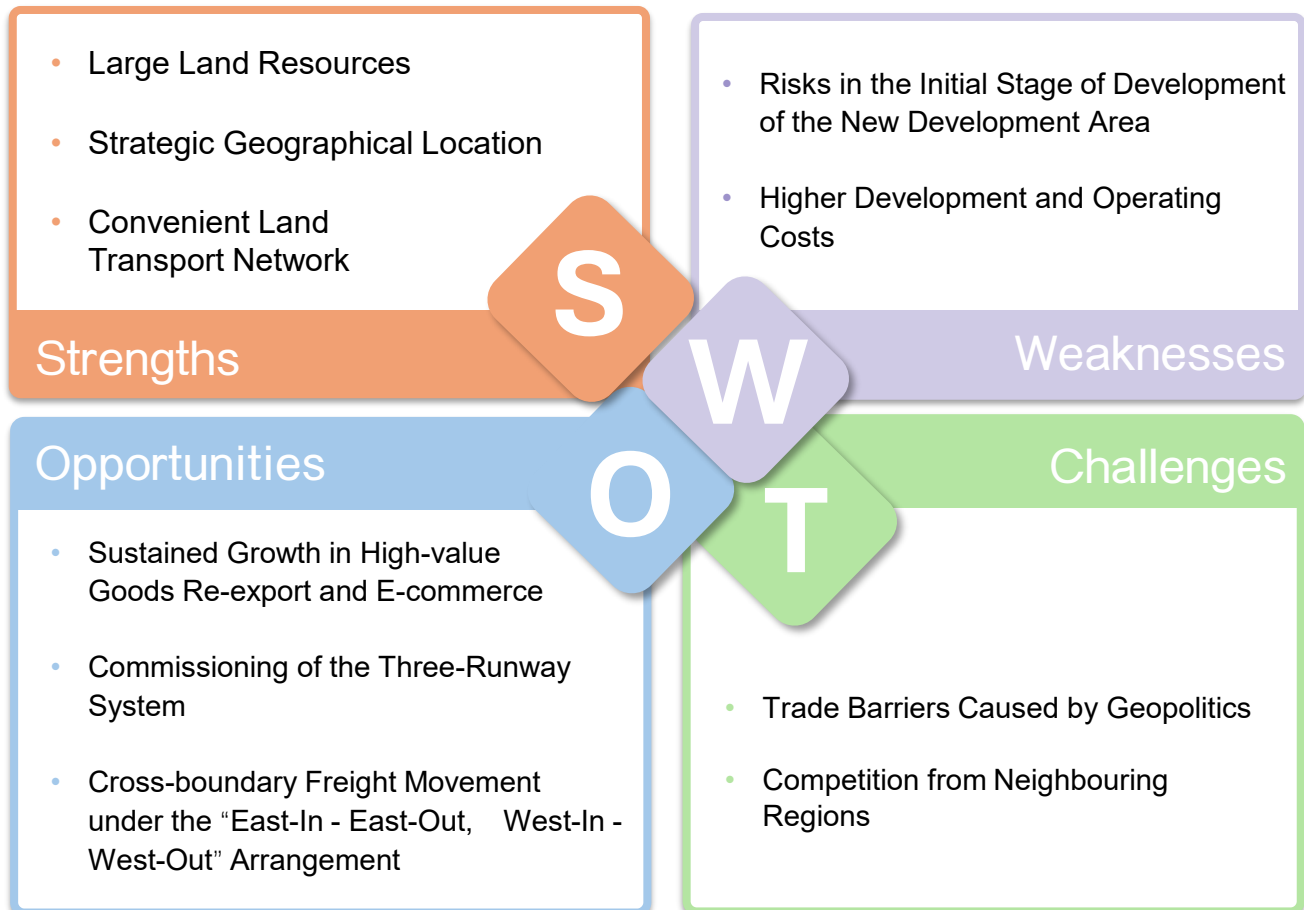 • Large Land Resources
• Strategic Geographical Location
• Convenient Land
Transport Network
Strengths
S
• Risks in the Initial Stage of Development
of the New Development Area
• Higher Development and Operating
Costs
Weaknesses
W
Opportunities
O
• Sustained Growth in High-value
Goods Re-export and E-commerce
• Commissioning of the Three-Runway
System
• Cross-boundary Freight Movement
under the “East-In - East-Out, West-In -
West-Out” Arrangement
Challenges
T
• Trade Barriers Caused by Geopolitics
• Competition from Neighbouring
Regions